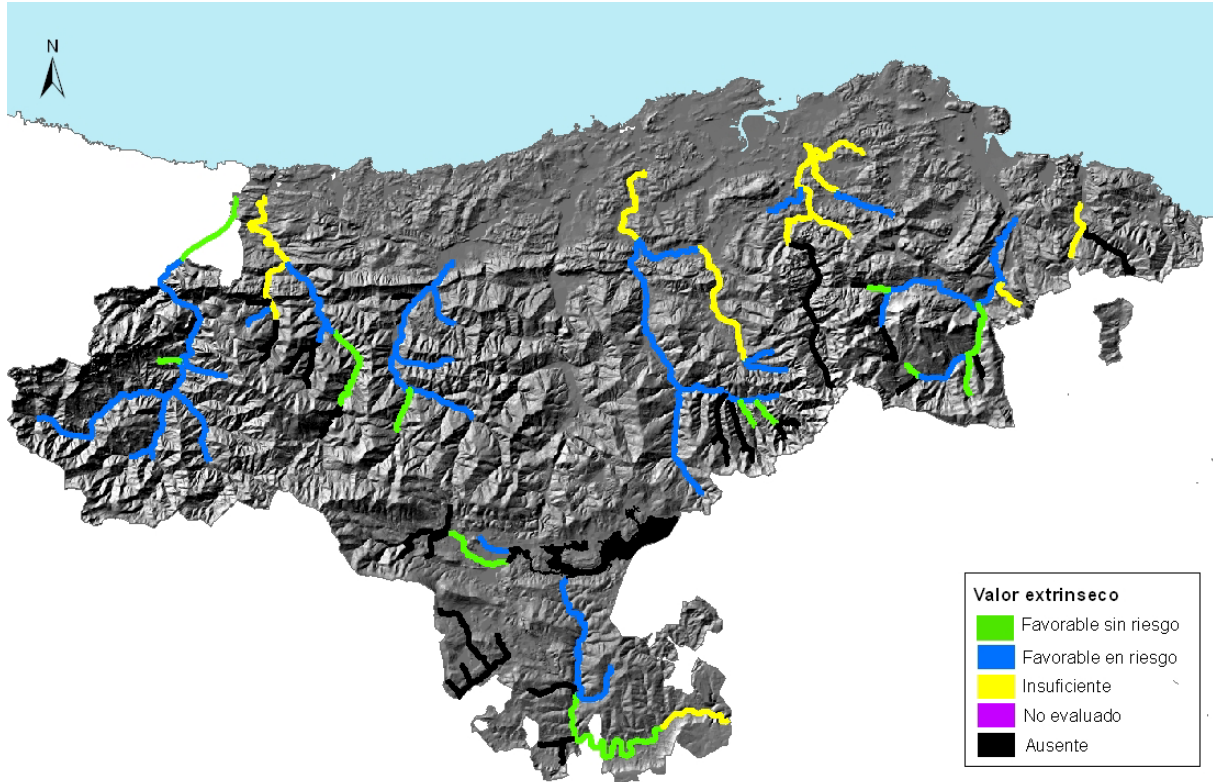 N
Valor extrinseco
Favorable sin riesgo
Favorable en riesgo
Insuficiente
No evaluado
Ausente